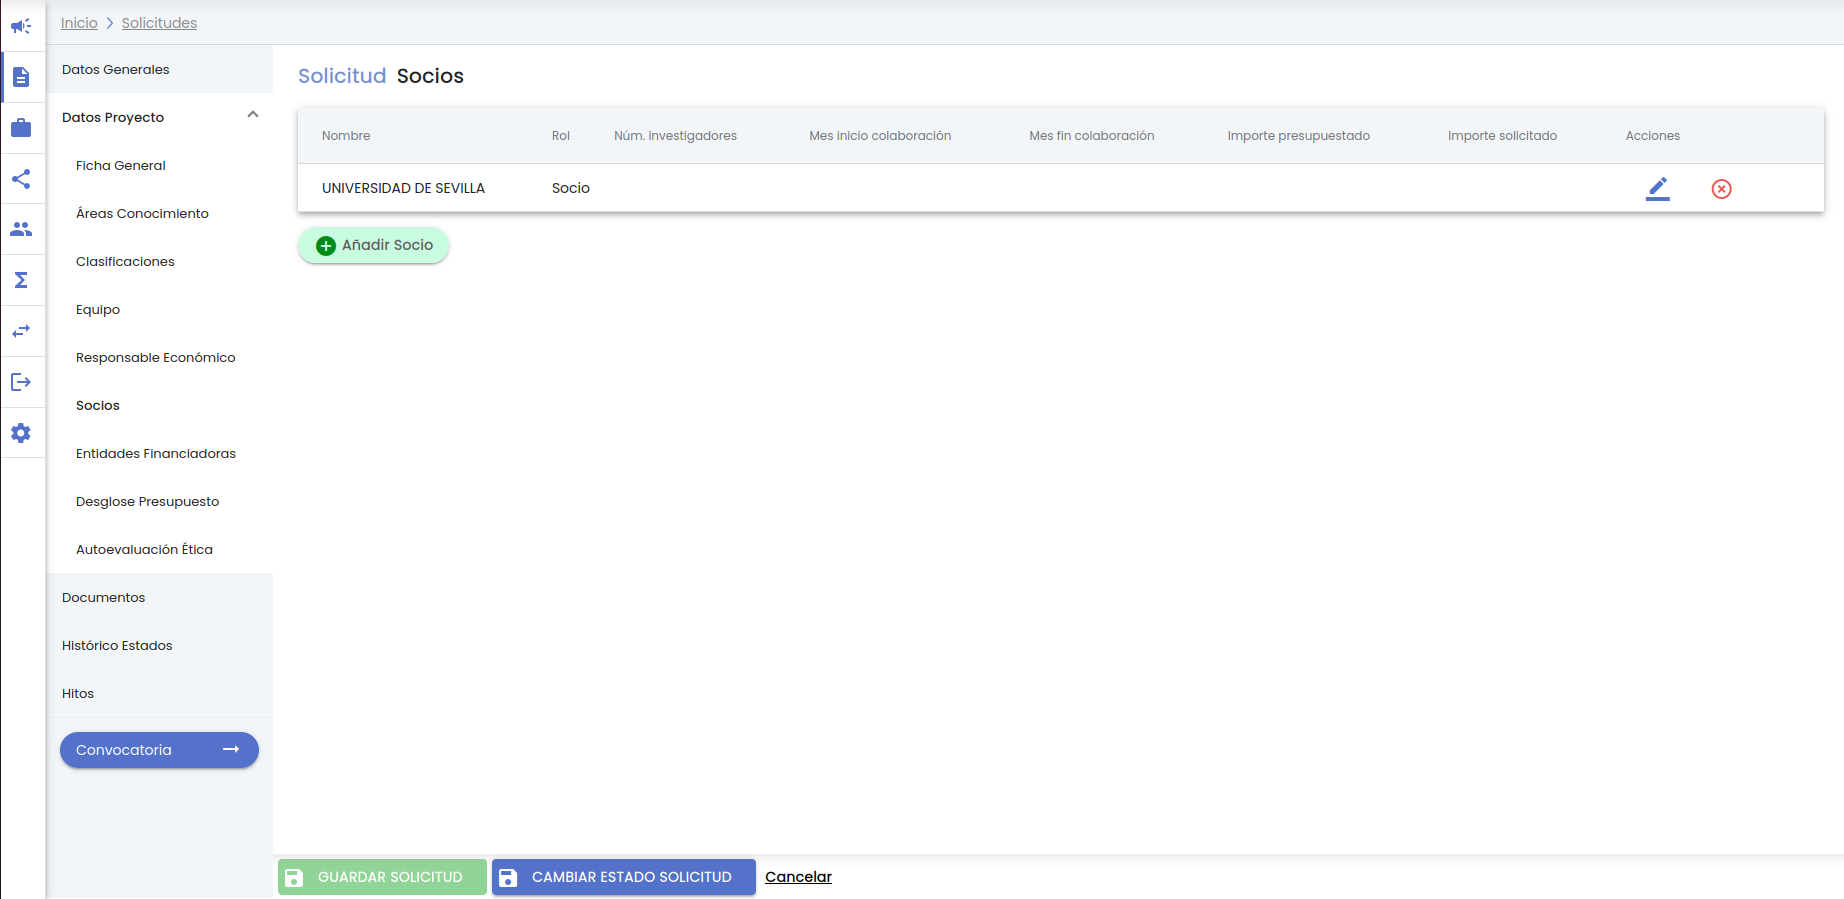 Inicio > Solicitudes
Datos Generales
Datos Proyecto
Ficha General
Áreas Conocimiento
Clasificaciones
Equipo
Responsable Económico
Socios
Entidades Financiadoras
Desglose Presupuesto
Autoevaluación Ética
Documentos
Histórico Estados
Hitos
Convocatoria
Solicitud Socios
Nombre Rol Núm. investigadores Mes inicio colaboración Mes fin colaboración Importe presupuestado Importe solicitado Acciones
UNIVERSIDAD DE SEVILLA Socio
Añadir Socio
GUARDAR SOLICITUD CAMBIAR ESTADO SOLICITUD Cancelar